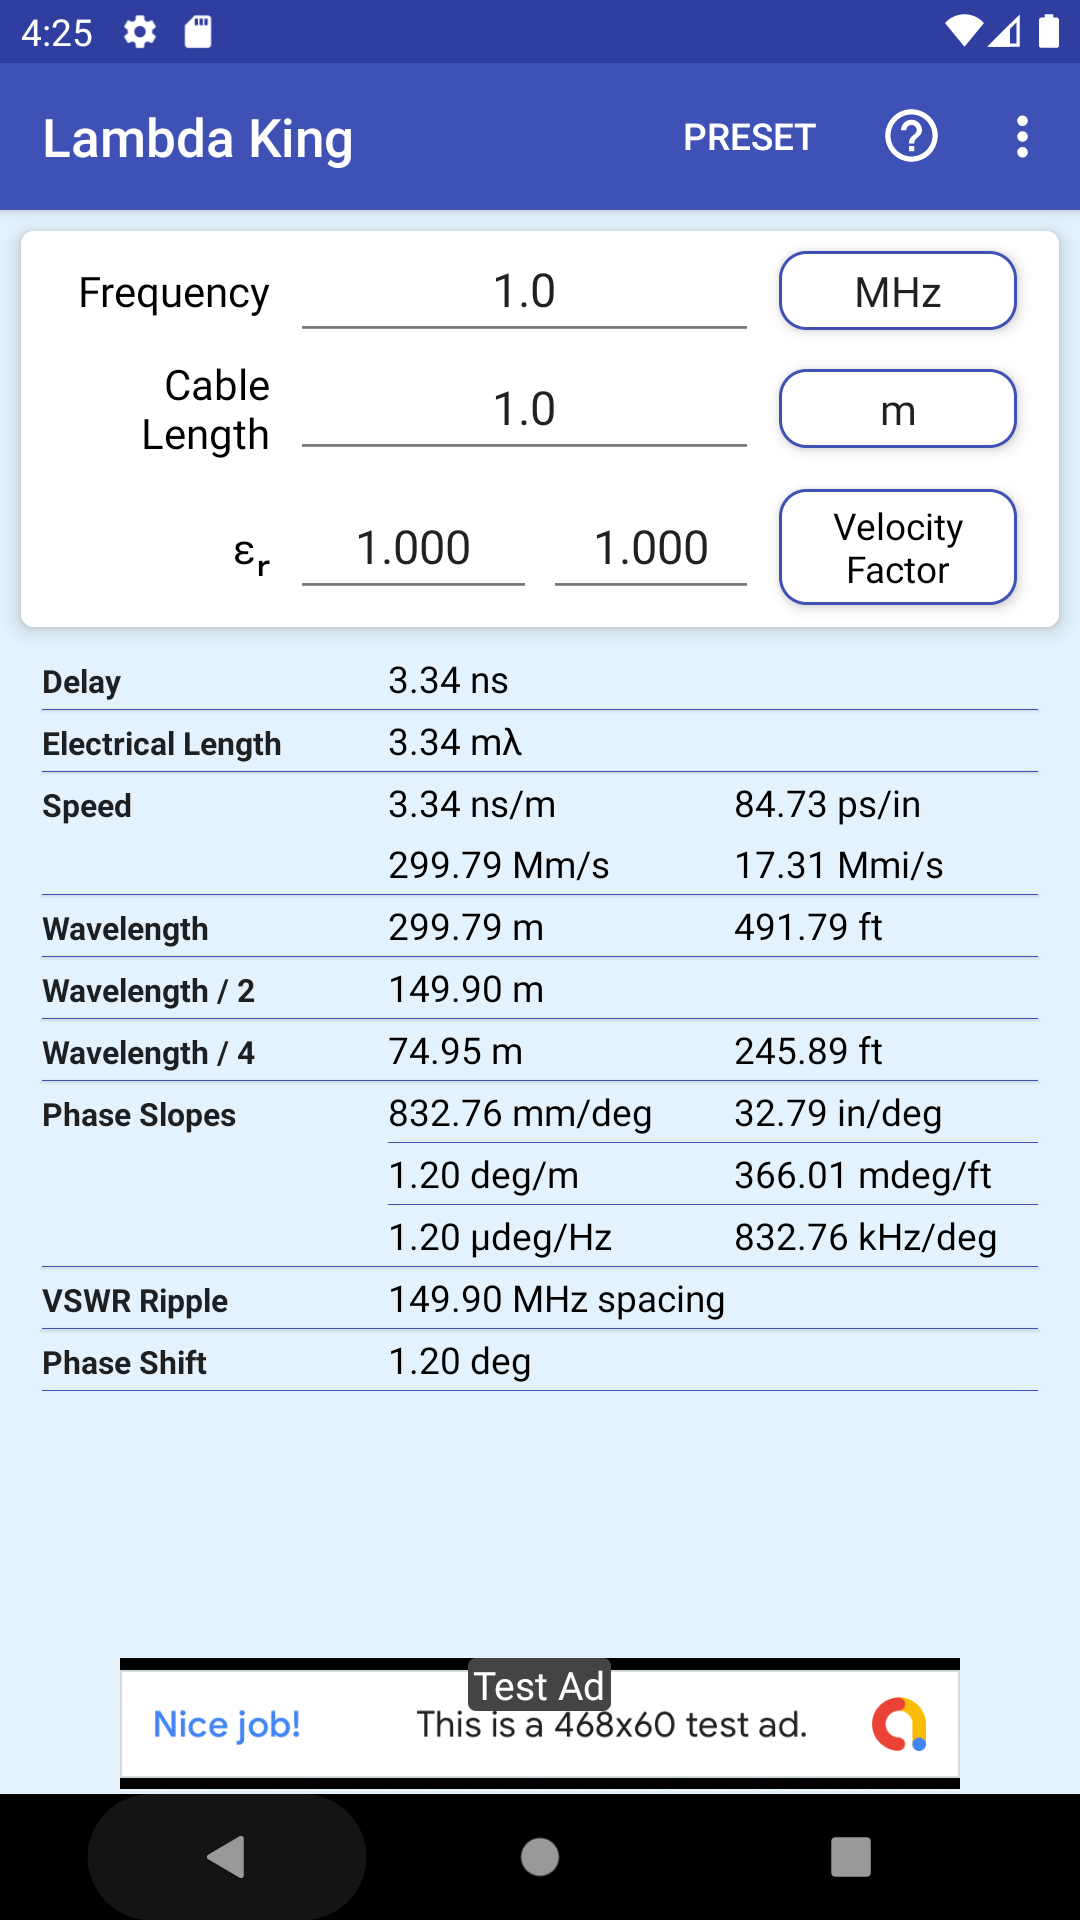 4:25
Lambda King PRESET
Frequency 1.0 MHz
Cable
Length 1.0 m
εr 1.000 1.000 Velocity
Factor
Delay 3.34 ns
Electrical Length 3.34 mλ
Speed 3.34 ns/m 84.73 ps/in
299.79 Mm/s 17.31 Mmi/s
Wavelength 299.79 m 491.79 ft
Wavelength / 2 149.90 m
Wavelength / 4 74.95 m 245.89 ft
Phase Slopes 832.76 mm/deg 32.79 in/deg
1.20 deg/m 366.01 mdeg/ft
1.20 µdeg/Hz 832.76 kHz/deg
VSWR Ripple 149.90 MHz spacing
Phase Shift 1.20 deg
Test Ad
Nice job! This is a 468x60 test ad.